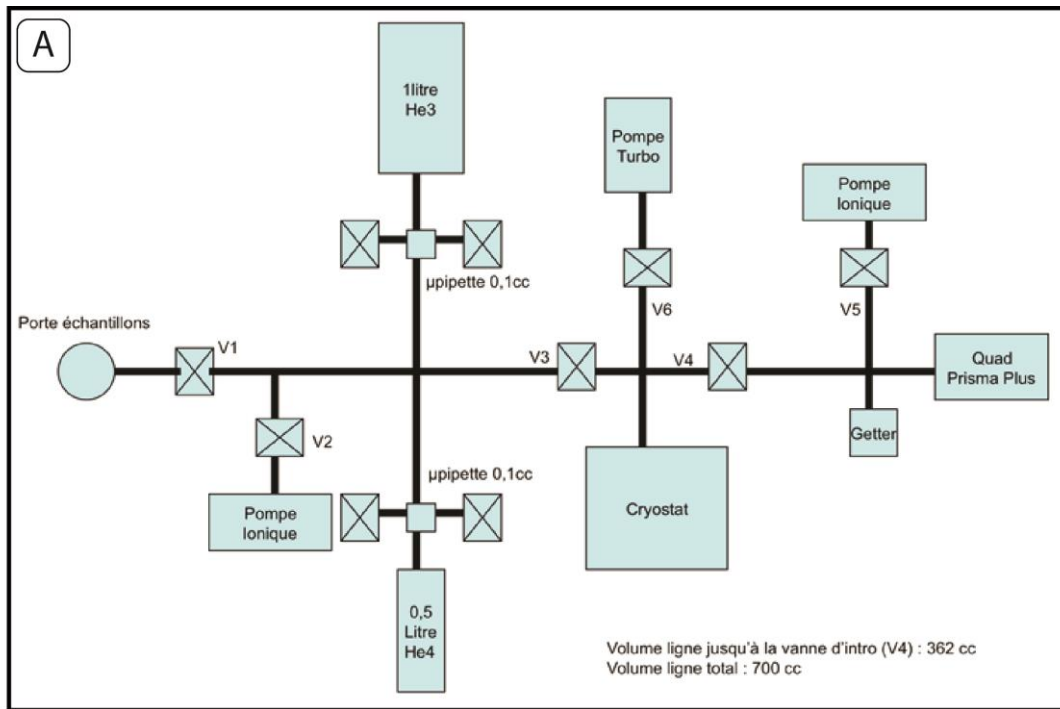 A
1litre
He3
Pompe
Turbo
Pompe
Ionique
µpipette 0,1cc
V6
V5
Porte échantillons
V1
V3
V4
Quad
Prisma Plus
V2
Getter
µpipette 0,1cc
Pompe
Ionique
Cryostat
0,5
Litre
He4
Volume ligne jusqu'à la vanne d'intro (V4) : 362 cc
Volume ligne total : 700 cc